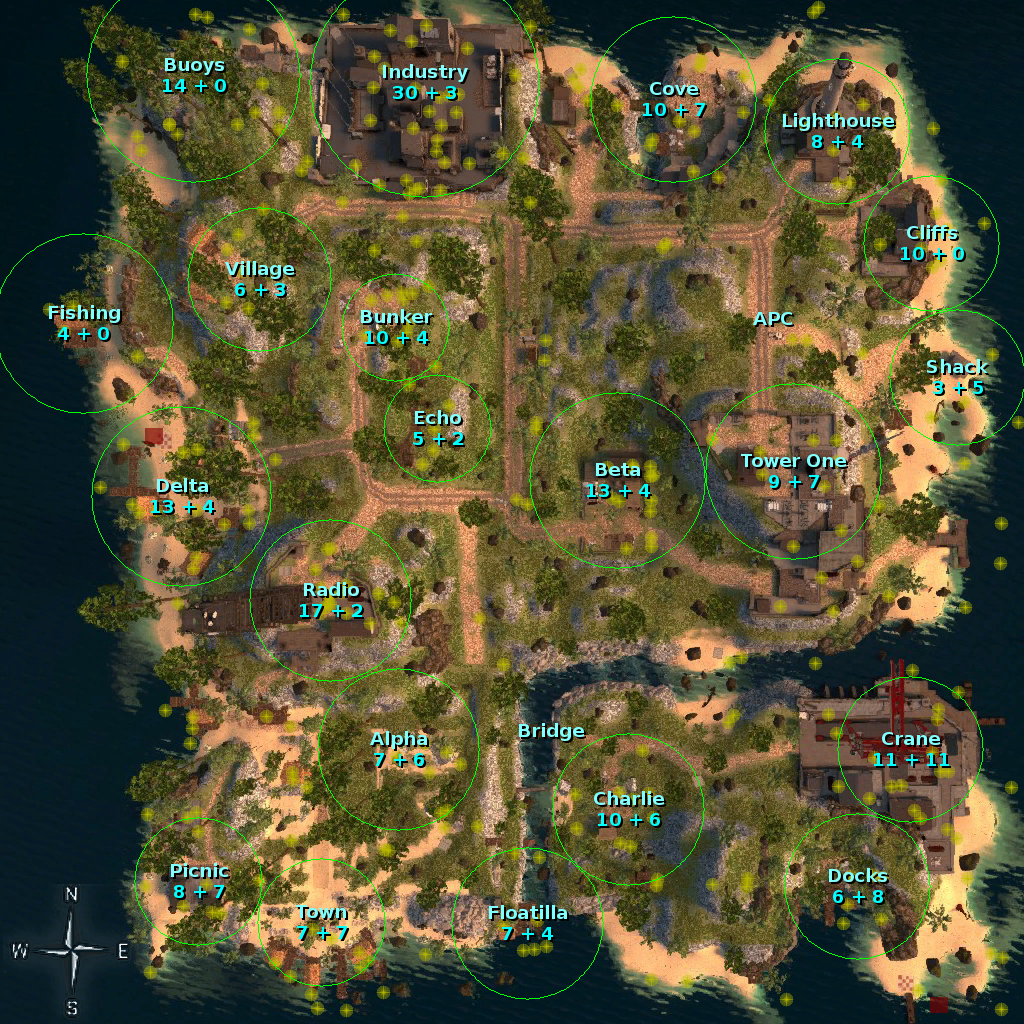 Buoys
14 + 0
Industry
30 + 3
Cove
10 + 7
Lighthouse
8 + 4
Cliffs
10 + 0
Village
6 + 3
Fishing
4 + 0
Bunker
10 + 4
APC
Shack
3 + 5
Echo
5 + 2
Beta
13 + 4
Tower One
9 + 7
Delta
13 + 4
Radio
17 + 2
Alpha
7 + 6
Bridge
Crane
11 + 11
Charlie
10 + 6
Picnic
8 + 7
Town
7 + 7
Floatilla
7 + 4
Docks
6 + 8
N
W E
S